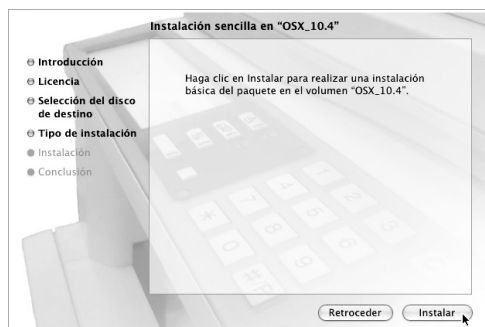 Instalación sencilla en “OSX_10.4”
Introducción
Licencia
Selección del disco
de destino
Tipo de instalación
Instalación
Conclusión
Haga clic en Instalar para realizar una instalación
básica del paquete en el volumen “OSX_10.4”.
Retroceder
Instalar